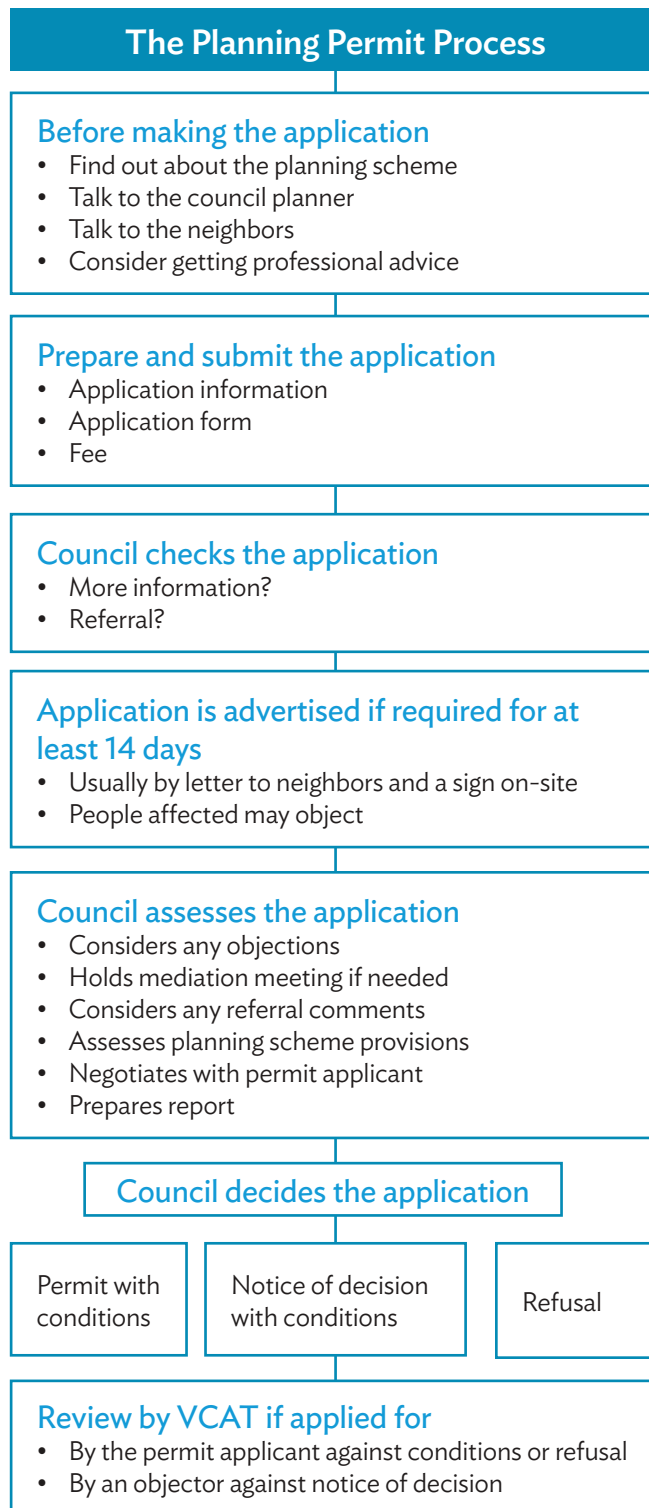 The Planning Permit Process
Before making the application
• Find out about the planning scheme
• Talk to the council planner
• Talk to the neighbors
• Consider getting professional advice
Prepare and submit the application
• Application information
• Application form
• Fee
Council checks the application
• More information?
• Referral?
Application is advertised if required for at
least 14 days
• Usually by letter to neighbors and a sign on-site
• People affected may object
Council assesses the application
• Considers any objections
• Holds mediation meeting if needed
• Considers any referral comments
• Assesses planning scheme provisions
• Negotiates with permit applicant
• Prepares report
Council decides the application
Permit with
conditions
Notice of decision
with conditions
Refusal
Review by VCAT if applied for
• By the permit applicant against conditions or refusal
• By an objector against notice of decision